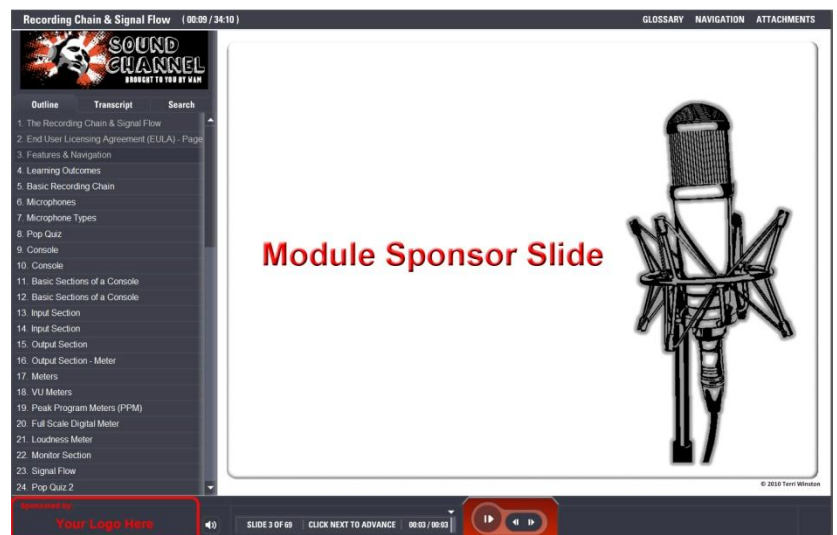 Recording Chain & Signal Flow (00:09 / 34:10)
GLOSSARY NAVIGATION ATTACHMENTS
SOUND
CHANNEL
BROUGHT TO YOU BY WAM
Outline Transcript Search
1. The Recording Chain & Signal Flow
2. End User Licensing Agreement (EULA) - Page
3. Features & Navigation
4. Learning Outcomes
5. Basic Recording Chain
6. Microphones
7. Microphone Types
8. Pop Quiz
9. Console
10. Console
11. Basic Sections of a Console
12. Basic Sections of a Console
13. Input Section
14. Input Section
15. Output Section
16. Output Section - Meter
17. Meters
18. VU Meters
19. Peak Program Meters (PPM)
20. Full Scale Digital Meter
21. Loudness Meter
22. Monitor Section
23. Signal Flow
24. Pop Quiz 2
Module Sponsor Slide
© 2010 Terri Winston
Sponsored by:
Your Logo Here
SLIDE 3 OF 69 CLICK NEXT TO ADVANCE 00:03 / 00:03